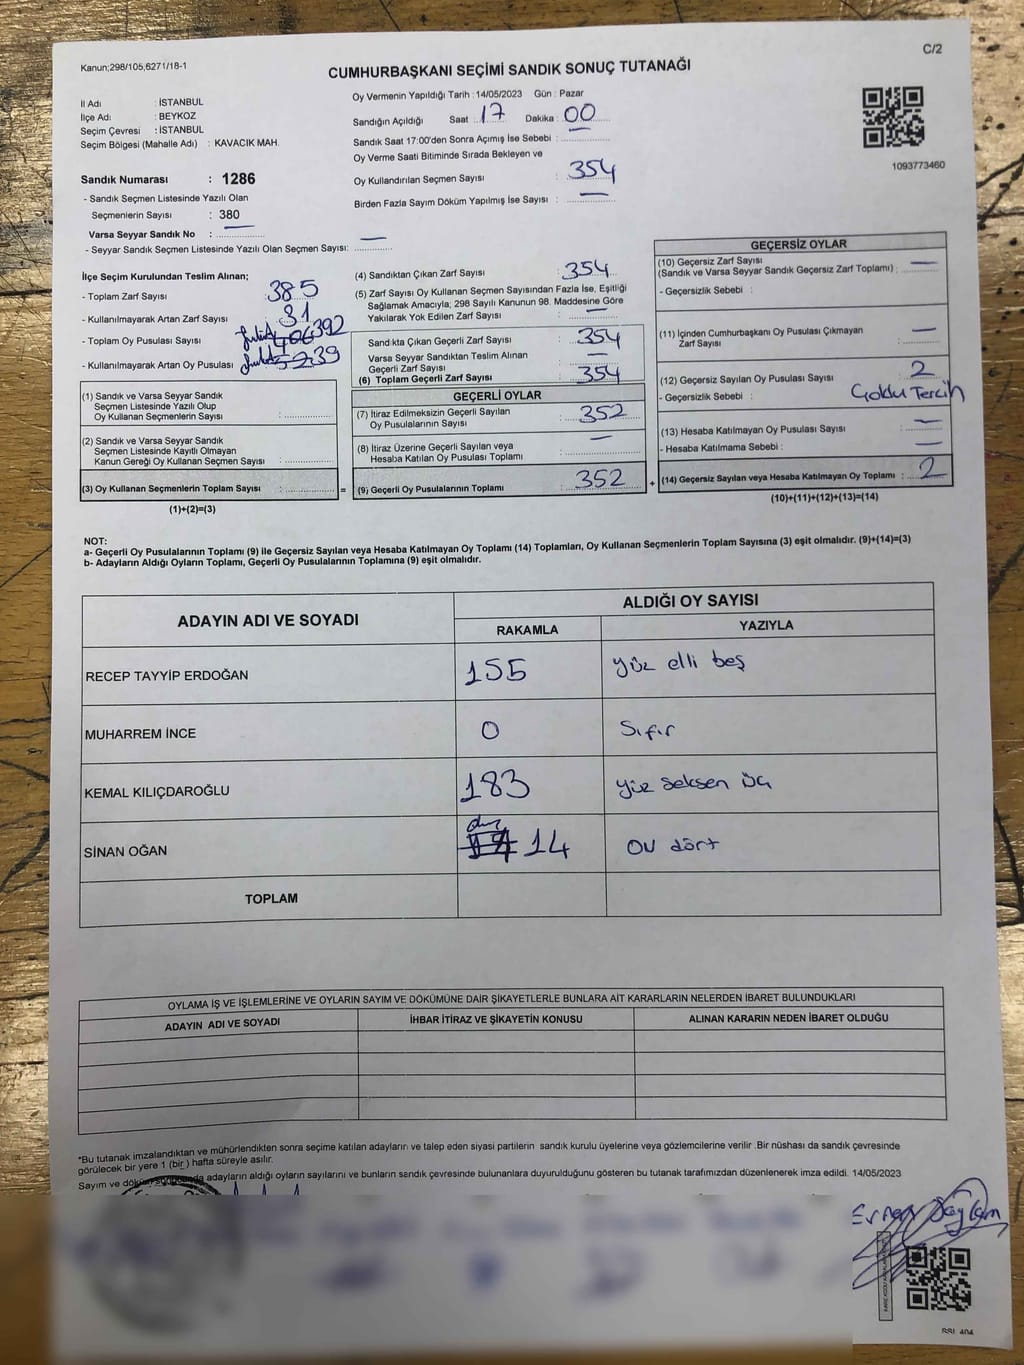 Kanun;298/105,6271/18-1
C/2
CUMHURBAŞKANI SEÇİMİ SANDIK SONUÇ TUTANAĞI
İl Adı : İSTANBUL
İlçe Adı : BEYKOZ
Seçim Çevresi : İSTANBUL
Seçim Bölgesi (Mahalle Adı) : KAVACIK MAH.
Sandık Numarası : 1286
- Sandık Seçmen Listesinde Yazılı Olan
Seçmenlerin Sayısı : 380
Varsa Seyyar Sandık No : —
- Seyyar Sandık Seçmen Listesinde Yazılı Olan Seçmen Sayısı: —
Oy Vermenin Yapıldığı Tarih : 14/05/2023 Gün : Pazar
Sandığın Açıldığı Saat : 17 Dakika : 00
Sandık Saat 17:00'den Sonra Açımış İse Sebebi : —
Oy Verme Saati Bitiminde Sırada Bekleyen ve
Oy Kullandırılan Seçmen Sayısı : 354
Birden Fazla Sayım Döküm Yapılmış İse Sayısı : —
1093773460
İlçe Seçim Kurulundan Teslim Alınan;
- Toplam Zarf Sayısı : 385
- Kullanılmayarak Artan Zarf Sayısı : 31
- Toplam Oy Pusulası Sayısı : 406 392
- Kullanılmayarak Artan Oy Pusulası : 52 39
(1) Sandık ve Varsa Seyyar Sandık
Seçmen Listesinde Yazılı Olup
Oy Kullanan Seçmenlerin Sayısı :
(2) Sandık ve Varsa Seyyar Sandık
Seçmen Listesinde Kayıtlı Olmayan
Kanun Gereği Oy Kullanan Seçmen Sayısı :
(3) Oy Kullanan Seçmenlerin Toplam Sayısı :
(1)+(2)=(3)
(4) Sandıktan Çıkan Zarf Sayısı : 354
(5) Zarf Sayısı Oy Kullanan Seçmen Sayısından Fazla İse, Eşitliği
Sağlamak Amacıyla; 298 Sayılı Kanunun 98. Maddesine Göre
Yakılarak Yok Edilen Zarf Sayısı : —
Sandıkta Çıkan Geçerli Zarf Sayısı : 354
Varsa Seyyar Sandıktan Teslim Alınan
Geçerli Zarf Sayısı : —
(6) Toplam Geçerli Zarf Sayısı : 354
GEÇERLİ OYLAR
(7) İtiraz Edilmeksizin Geçerli Sayılan
Oy Pusulalarının Sayısı : 352
(8) İtiraz Üzerine Geçerli Sayılan veya
Hesaba Katılan Oy Pusulası Toplamı : —
= (9) Geçerli Oy Pusulalarının Toplamı : 352
GEÇERSİZ OYLAR
(10) Geçersiz Zarf Sayısı
(Sandık ve Varsa Seyyar Sandık Geçersiz Zarf Toplamı) : —
- Geçersizlik Sebebi :
(11) İçinden Cumhurbaşkanı Oy Pusulası Çıkmayan
Zarf Sayısı : —
(12) Geçersiz Sayılan Oy Pusulası Sayısı : 2
- Geçersizlik Sebebi : Çoklu Tercih
(13) Hesaba Katılmayan Oy Pusulası Sayısı : —
- Hesaba Katılmama Sebebi : —
+ (14) Geçersiz Sayılan veya Hesaba Katılmayan Oy Toplamı : 2
(10)+(11)+(12)+(13)=(14)
NOT:
a- Geçerli Oy Pusulalarının Toplamı (9) ile Geçersiz Sayılan veya Hesaba Katılmayan Oy Toplamı (14) Toplamları, Oy Kullanan Seçmenlerin Toplam Sayısına (3) eşit olmalıdır. (9)+(14)=(3)
b- Adayların Aldığı Oyların Toplamı, Geçerli Oy Pusulalarının Toplamına (9) eşit olmalıdır.
ADAYIN ADI VE SOYADI
ALDIĞI OY SAYISI
RAKAMLA YAZIYLA
RECEP TAYYİP ERDOĞAN 155 yüz elli beş
MUHARREM İNCE 0 Sıfır
KEMAL KILIÇDAROĞLU 183 yüz seksen üç
SİNAN OĞAN 14 on dört
TOPLAM
OYLAMA İŞ VE İŞLEMLERİNE VE OYLARIN SAYIM VE DÖKÜMÜNE DAİR ŞİKAYETLERLE BUNLARA AİT KARARLARIN NELERDEN İBARET BULUNDUKLARI
ADAYIN ADI VE SOYADI İHBAR İTİRAZ VE ŞİKAYETİN KONUSU ALINAN KARARIN NEDEN İBARET OLDUĞU
*Bu tutanak imzalandıktan ve mühürlendikten sonra seçime katılan adayların ve talep eden siyasi partilerin sandık kurulu üyelerine veya gözlemcilerine verilir .Bir nüshası da sandık çevresinde
görülecek bir yere 1 (bir ) hafta süreyle asılır.
Sayım ve döküm sonucunda adayların aldığı oyların sayılarını ve bunların sandık çevresinde bulunanlara duyurulduğunu gösteren bu tutanak tarafımızdan düzenlenerek imza edildi. 14/05/2023